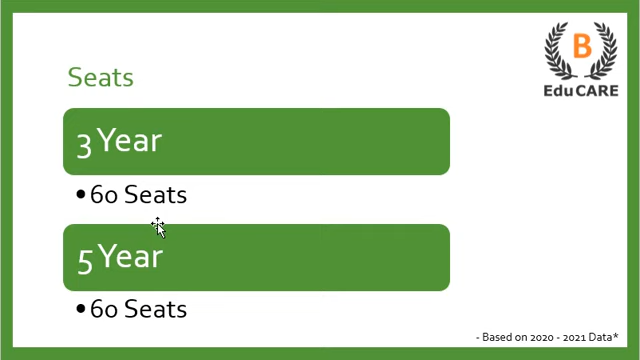 B
EduCARE
Seats
3 Year
•60 Seats
5 Year
•60 Seats
- Based on 2020 - 2021 Data*